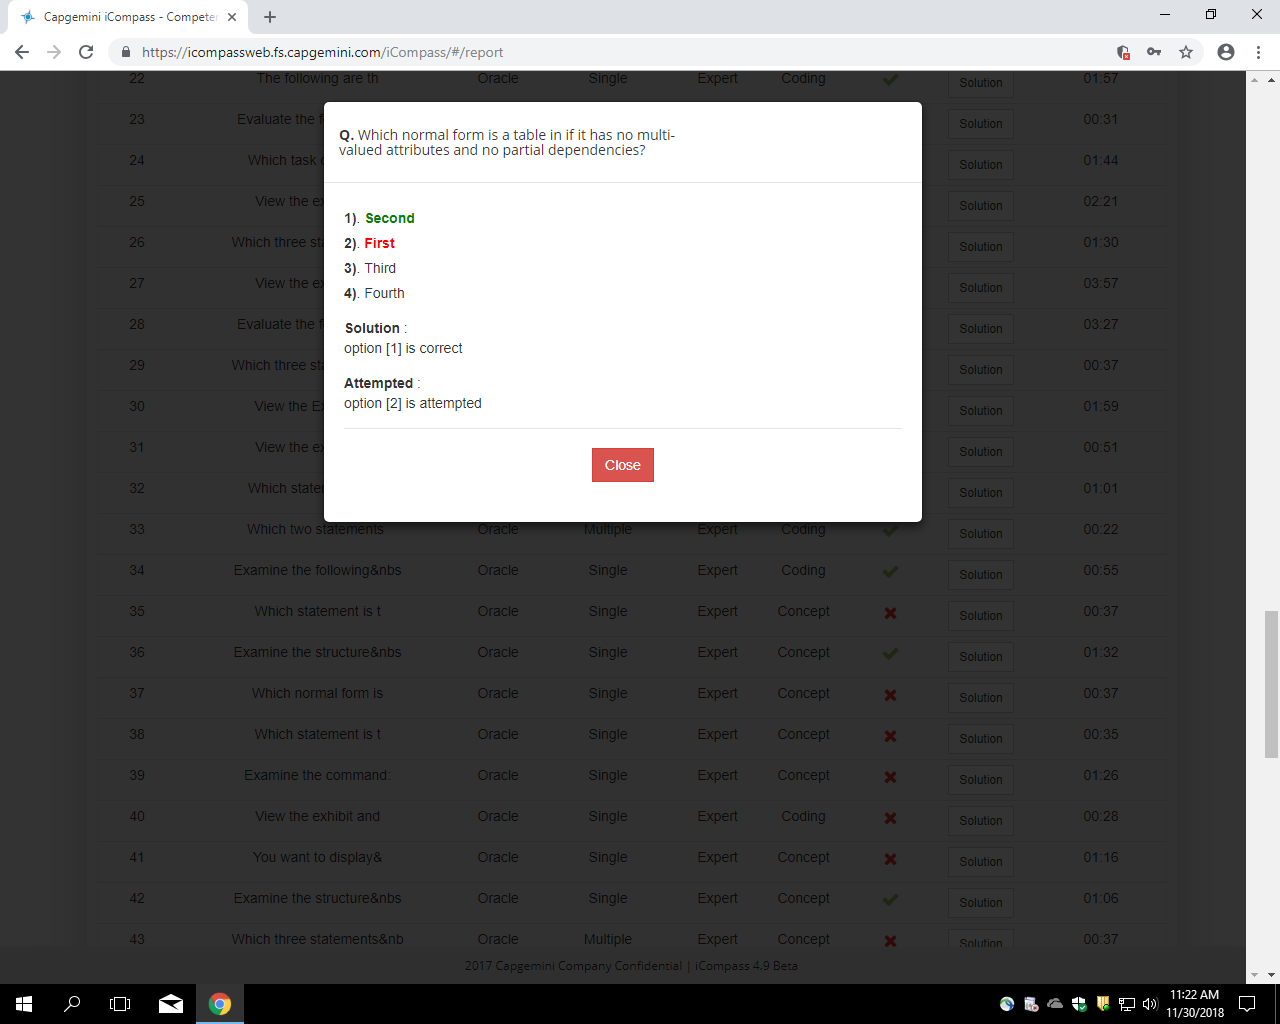 Capgemini iCompass - Competen
https://icompassweb.fs.capgemini.com/iCompass/#/report
22 The following are th Oracle Single Expert Coding Solution 01:57
Q. Which normal form is a table in if it has no multi-
valued attributes and no partial dependencies?
1). Second
2). First
3). Third
4). Fourth
Solution :
option [1] is correct
Attempted :
option [2] is attempted
Close
23 Evaluate the f Solution 00:31
24 Which task Solution 01:44
25 View the ex Solution 02:21
26 Which three sta Solution 01:30
27 View the ex Solution 03:57
28 Evaluate the f Solution 03:27
29 Which three sta Solution 00:37
30 View the E Solution 01:59
31 View the ex Solution 00:51
32 Which state Solution 01:01
33 Which two statements Oracle Multiple Expert Coding Solution 00:22
34 Examine the following&nbs Oracle Single Expert Coding Solution 00:55
35 Which statement is t Oracle Single Expert Concept Solution 00:37
36 Examine the structure&nbs Oracle Single Expert Concept Solution 01:32
37 Which normal form is Oracle Single Expert Concept Solution 00:37
38 Which statement is t Oracle Single Expert Concept Solution 00:35
39 Examine the command: Oracle Single Expert Concept Solution 01:26
40 View the exhibit and Oracle Single Expert Coding Solution 00:28
41 You want to display& Oracle Single Expert Concept Solution 01:16
42 Examine the structure&nbs Oracle Single Expert Concept Solution 01:06
43 Which three statements&nb Oracle Multiple Expert Concept Solution 00:37
2017 Capgemini Company Confidential | iCompass 4.9 Beta
11:22 AM
11/30/2018